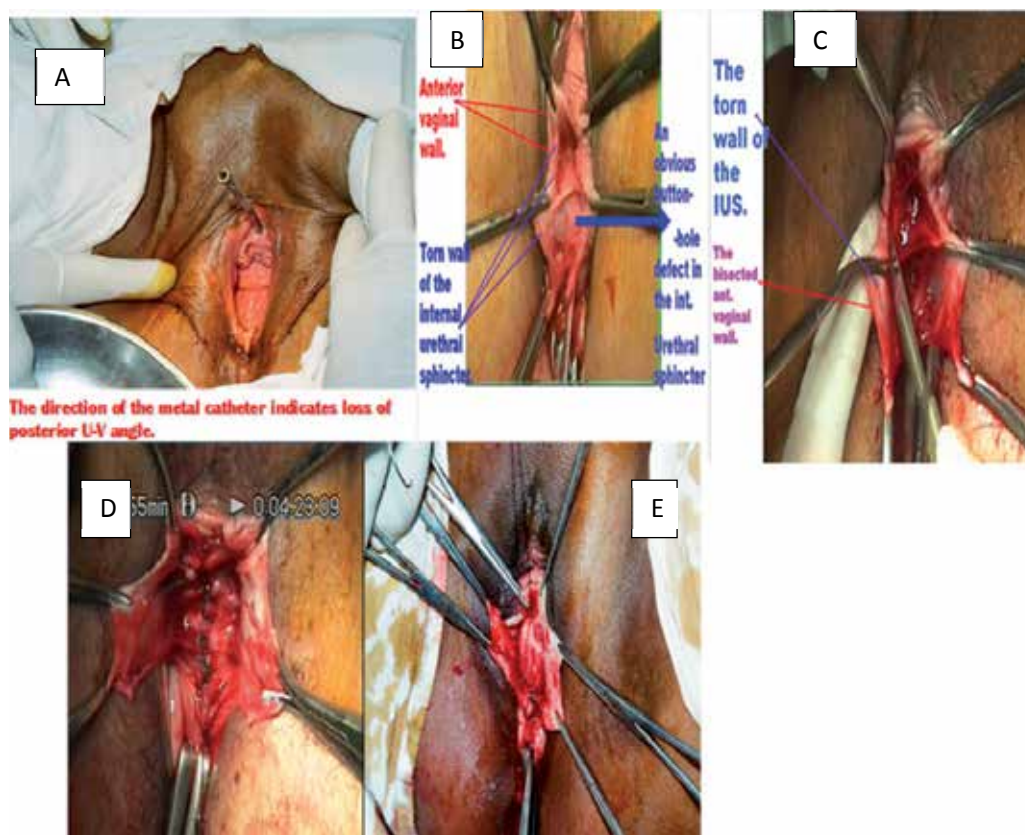 A
The direction of the metal catheter indicates loss of
posterior U-V angle.
B
Anterior
vaginal
wall.
Torn wall
of the
internal
urethral
sphincter.
An
obvious
button-
-hole
defect in
the int.
Urethral
sphincter
C
The
torn
wall of
the
IUS.
The
bisected
ant.
vaginal
wall.
D
55min
0:04:23:09
E